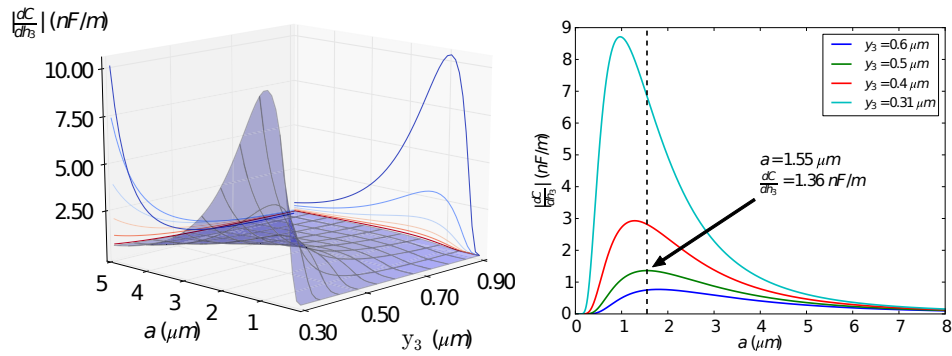 |dC/dh₃| (nF/m)
10.00
7.50
5.00
2.50
5
4
3
2
1
a (μm)
0.30
0.50
0.70
0.90
y₃ (μm)
|dC/dh₃| (nF/m)
9
8
7
6
5
4
3
2
1
0
0 1 2 3 4 5 6 7 8
a (μm)
y₃ = 0.6 μm
y₃ = 0.5 μm
y₃ = 0.4 μm
y₃ = 0.31 μm
a = 1.55 μm
dC/dh₃ = 1.36 nF/m